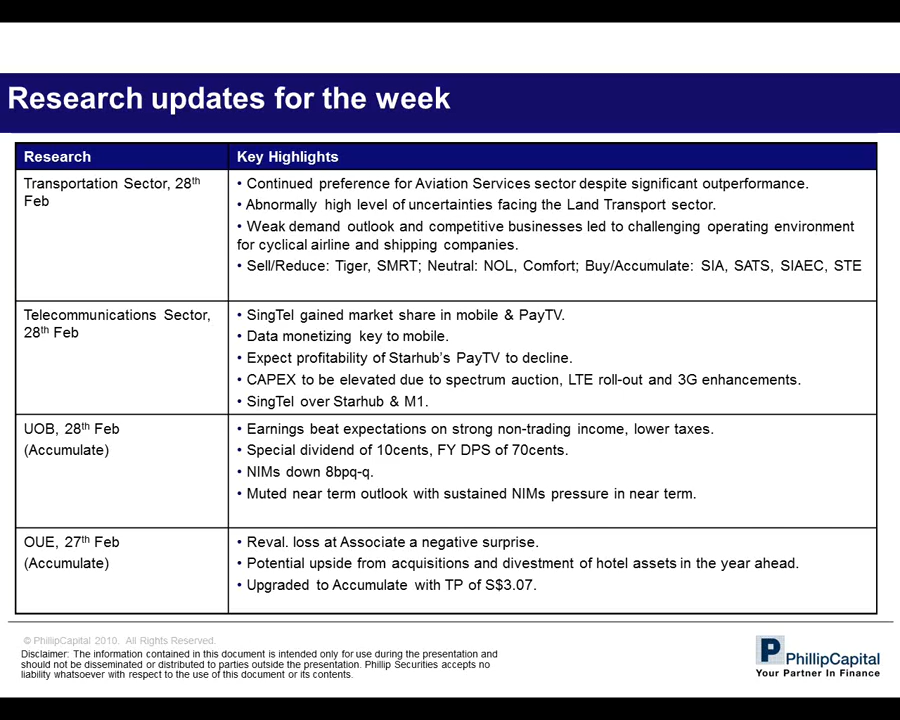 Research updates for the week
Research
Key Highlights
Transportation Sector, 28th
Feb
• Continued preference for Aviation Services sector despite significant outperformance.
• Abnormally high level of uncertainties facing the Land Transport sector.
• Weak demand outlook and competitive businesses led to challenging operating environment
for cyclical airline and shipping companies.
• Sell/Reduce: Tiger, SMRT; Neutral: NOL, Comfort; Buy/Accumulate: SIA, SATS, SIAEC, STE
Telecommunications Sector,
28th Feb
• SingTel gained market share in mobile & PayTV.
• Data monetizing key to mobile.
• Expect profitability of Starhub's PayTV to decline.
• CAPEX to be elevated due to spectrum auction, LTE roll-out and 3G enhancements.
• SingTel over Starhub & M1.
UOB, 28th Feb
(Accumulate)
• Earnings beat expectations on strong non-trading income, lower taxes.
• Special dividend of 10cents, FY DPS of 70cents.
• NIMs down 8bpq-q.
• Muted near term outlook with sustained NIMs pressure in near term.
OUE, 27th Feb
(Accumulate)
• Reval. loss at Associate a negative surprise.
• Potential upside from acquisitions and divestment of hotel assets in the year ahead.
• Upgraded to Accumulate with TP of S$3.07.
© PhillipCapital 2010. All Rights Reserved.
Disclaimer: The information contained in this document is intended only for use during the presentation and
should not be disseminated or distributed to parties outside the presentation. Phillip Securities accepts no
liability whatsoever with respect to the use of this document or its contents.
P PhillipCapital
Your Partner In Finance